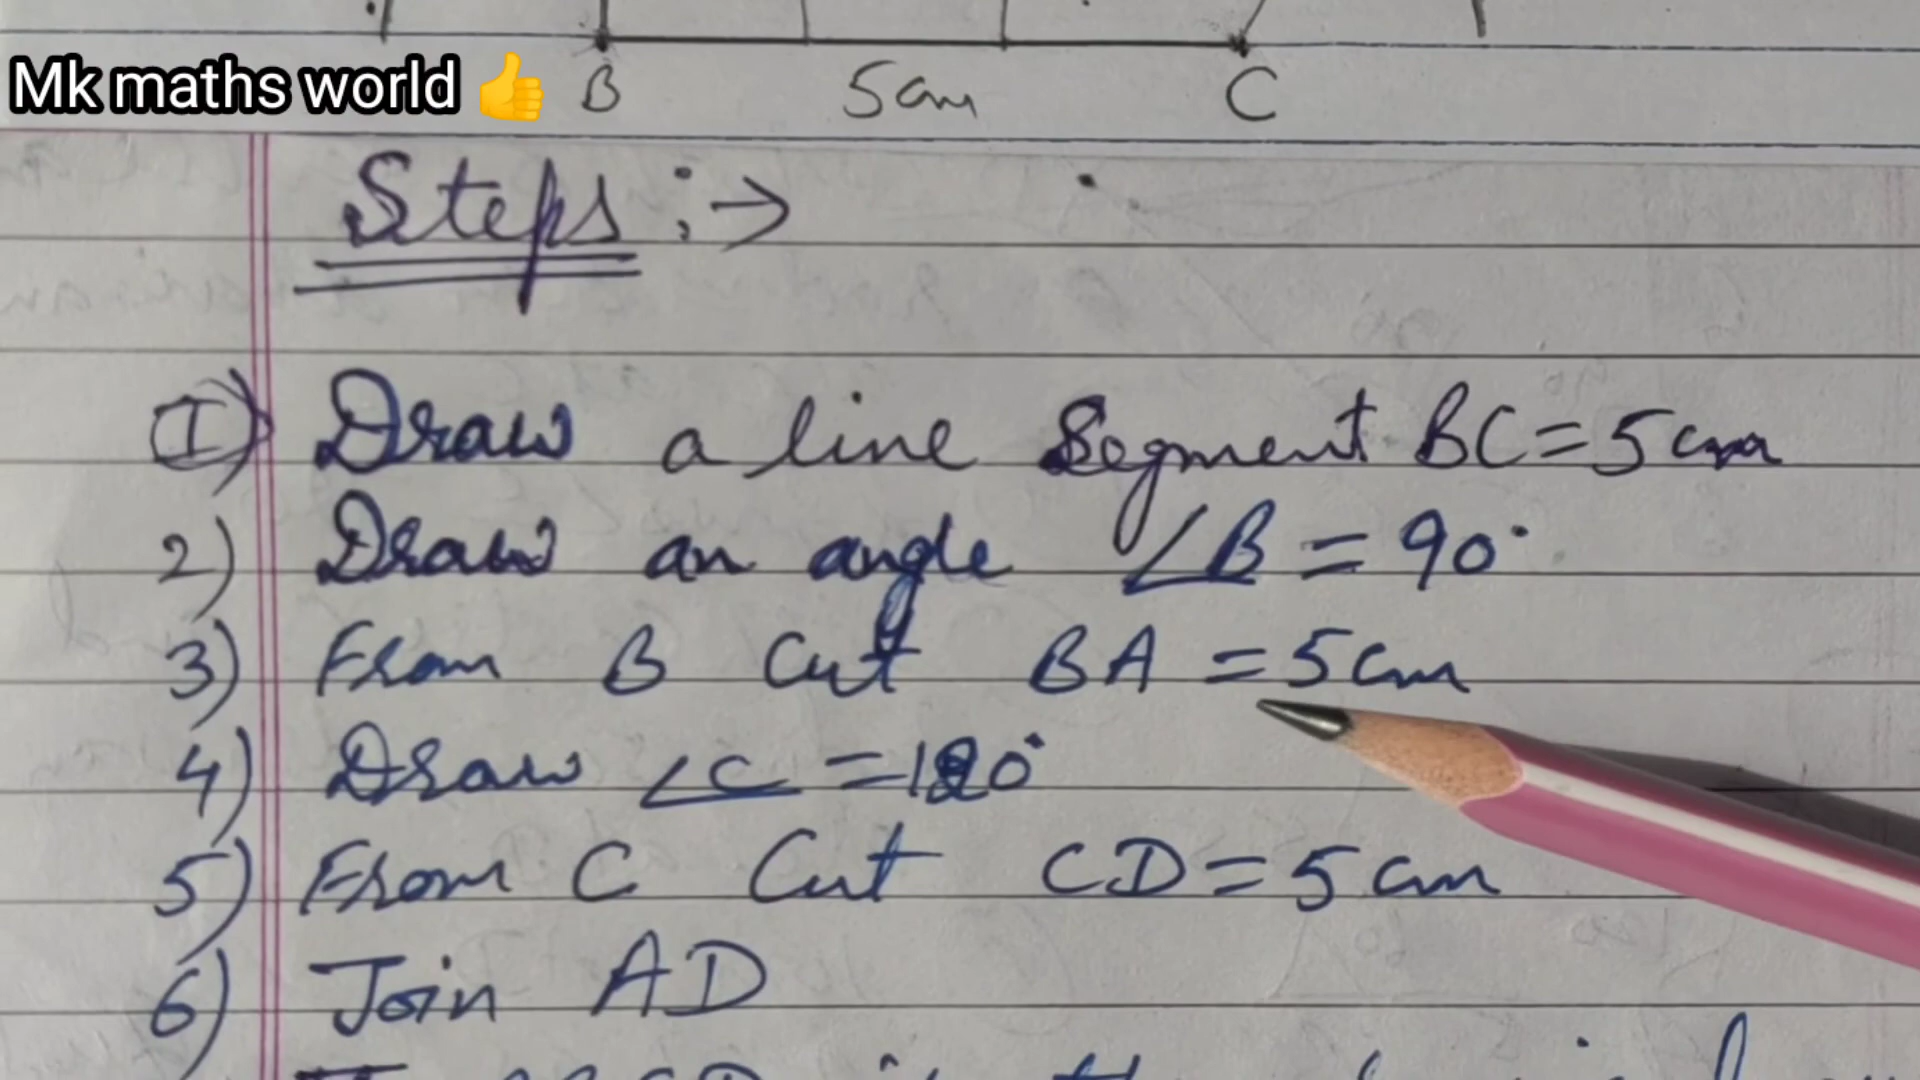 Mk maths world 👍
B 5cm C
Steps :→
1) Draw a line Segment BC = 5cm
2) Draw an angle ∠B = 90°
3) From B Cut BA = 5cm
4) Draw ∠C = 120°
5) From C Cut CD = 5cm
6) Join AD